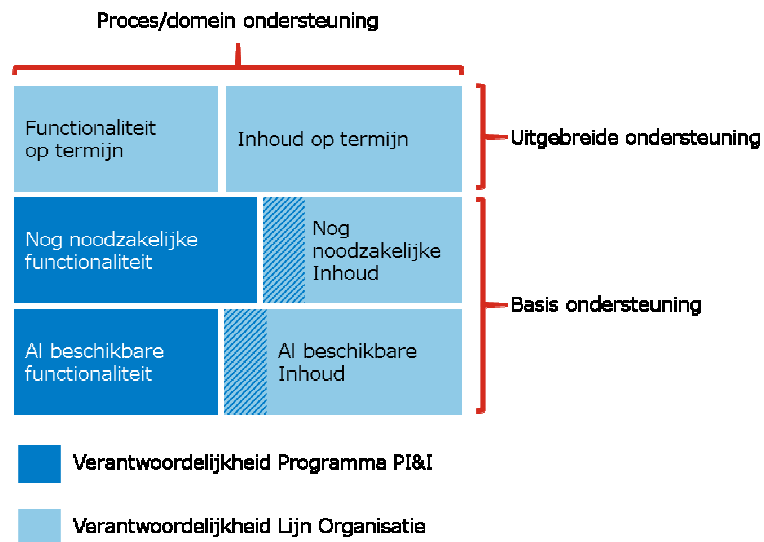 Proces/domein ondersteuning
Functionaliteit
op termijn
Inhoud op termijn
Uitgebreide ondersteuning
Nog noodzakelijke
functionaliteit
Nog
noodzakelijke
Inhoud
Basis ondersteuning
Al beschikbare
functionaliteit
Al beschikbare
Inhoud
Verantwoordelijkheid Programma PI&I
Verantwoordelijkheid Lijn Organisatie